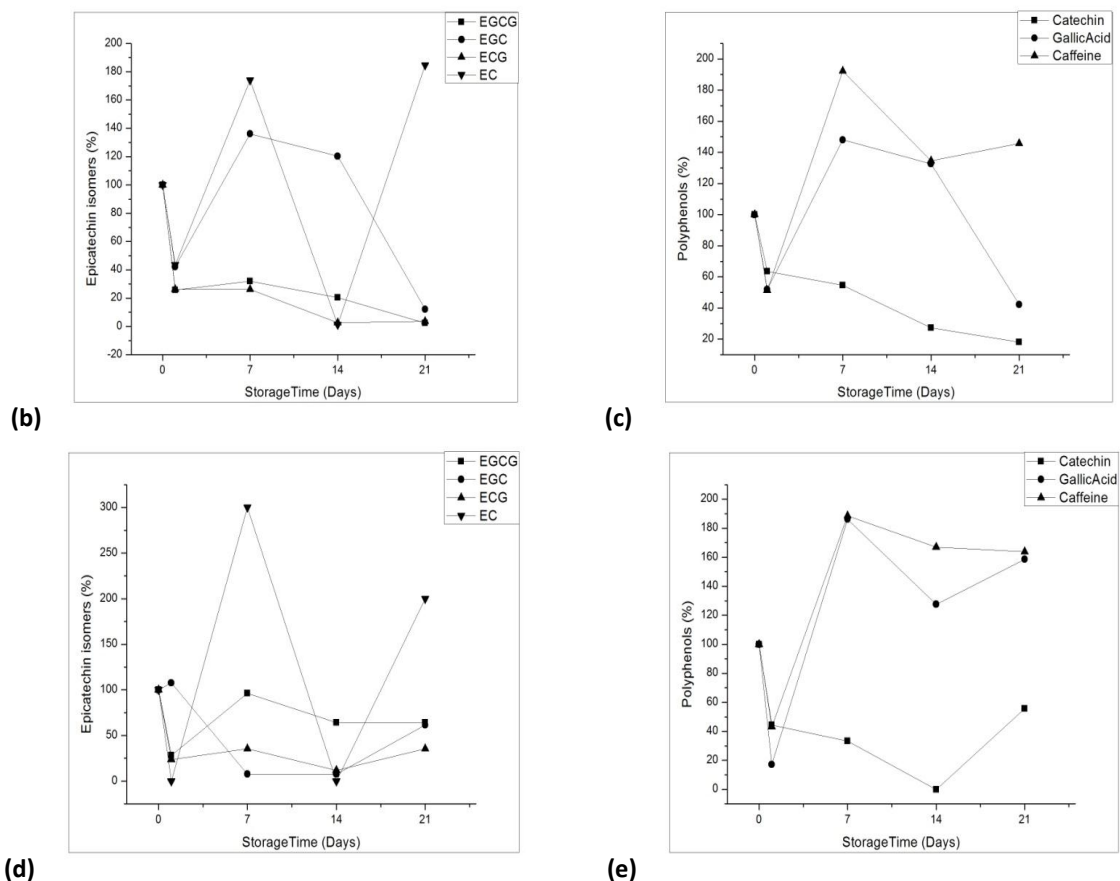 EGCG
EGC
ECG
EC
200
180
160
140
120
100
80
60
40
20
0
-20
Epicatechin isomers (%)
0 7 14 21
StorageTime (Days)
(b)
Catechin
GallicAcid
Caffeine
200
180
160
140
120
100
80
60
40
20
Polyphenols (%)
0 7 14 21
StorageTime (Days)
(c)
EGCG
EGC
ECG
EC
300
250
200
150
100
50
0
Epicatechin isomers (%)
0 7 14 21
StorageTime (Days)
(d)
Catechin
GallicAcid
Caffeine
200
180
160
140
120
100
80
60
40
20
0
Polyphenols (%)
0 7 14 21
StorageTime (Days)
(e)